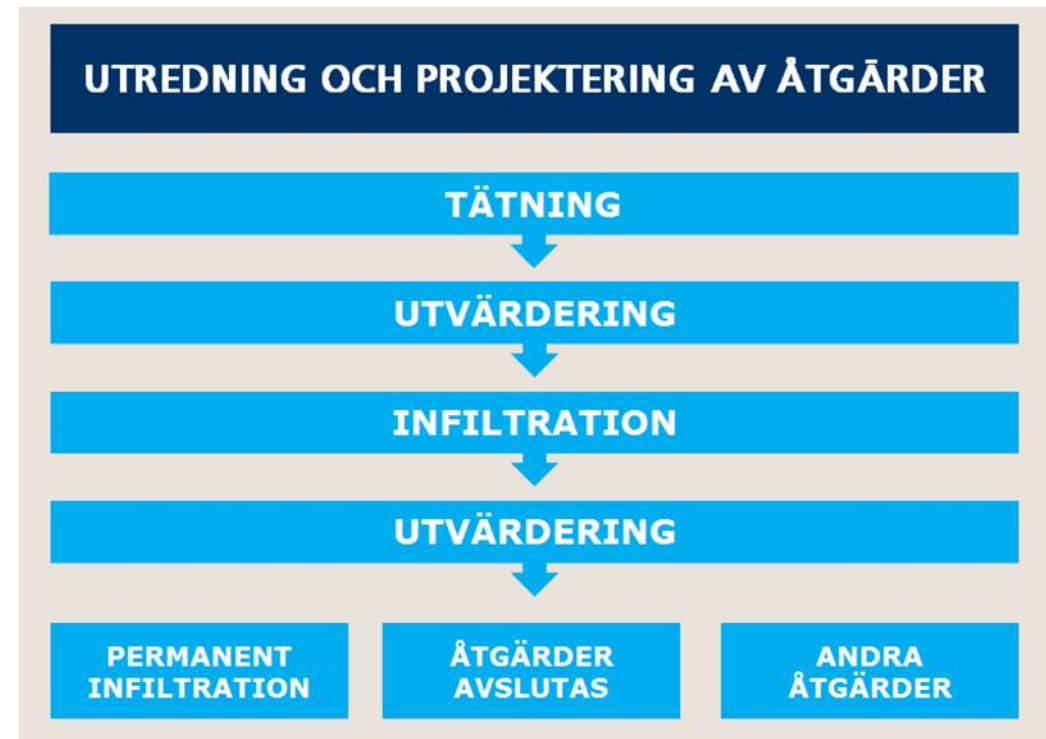 UTREDNING OCH PROJEKTERING AV ÅTGÄRDER
TÄTNING
UTVÄRDERING
INFILTRATION
UTVÄRDERING
PERMANENT
INFILTRATION
ÅTGÄRDER
AVSLUTAS
ANDRA
ÅTGÄRDER